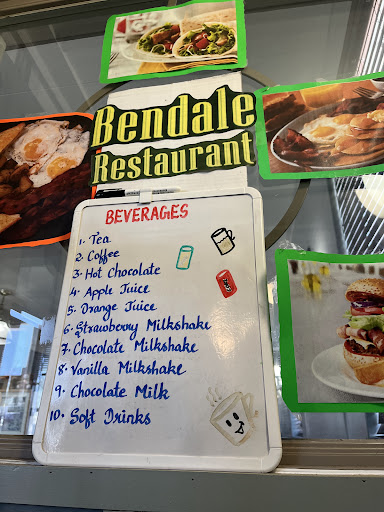 Bendale
Restaurant
BEVERAGES
1. Tea
2. Coffee
3. Hot Chocolate
4. Apple Juice
5. Orange Juice
6. Strawberry Milkshake
7. Chocolate Milkshake
8. Vanilla Milkshake
9. Chocolate Milk
10. Soft Drinks